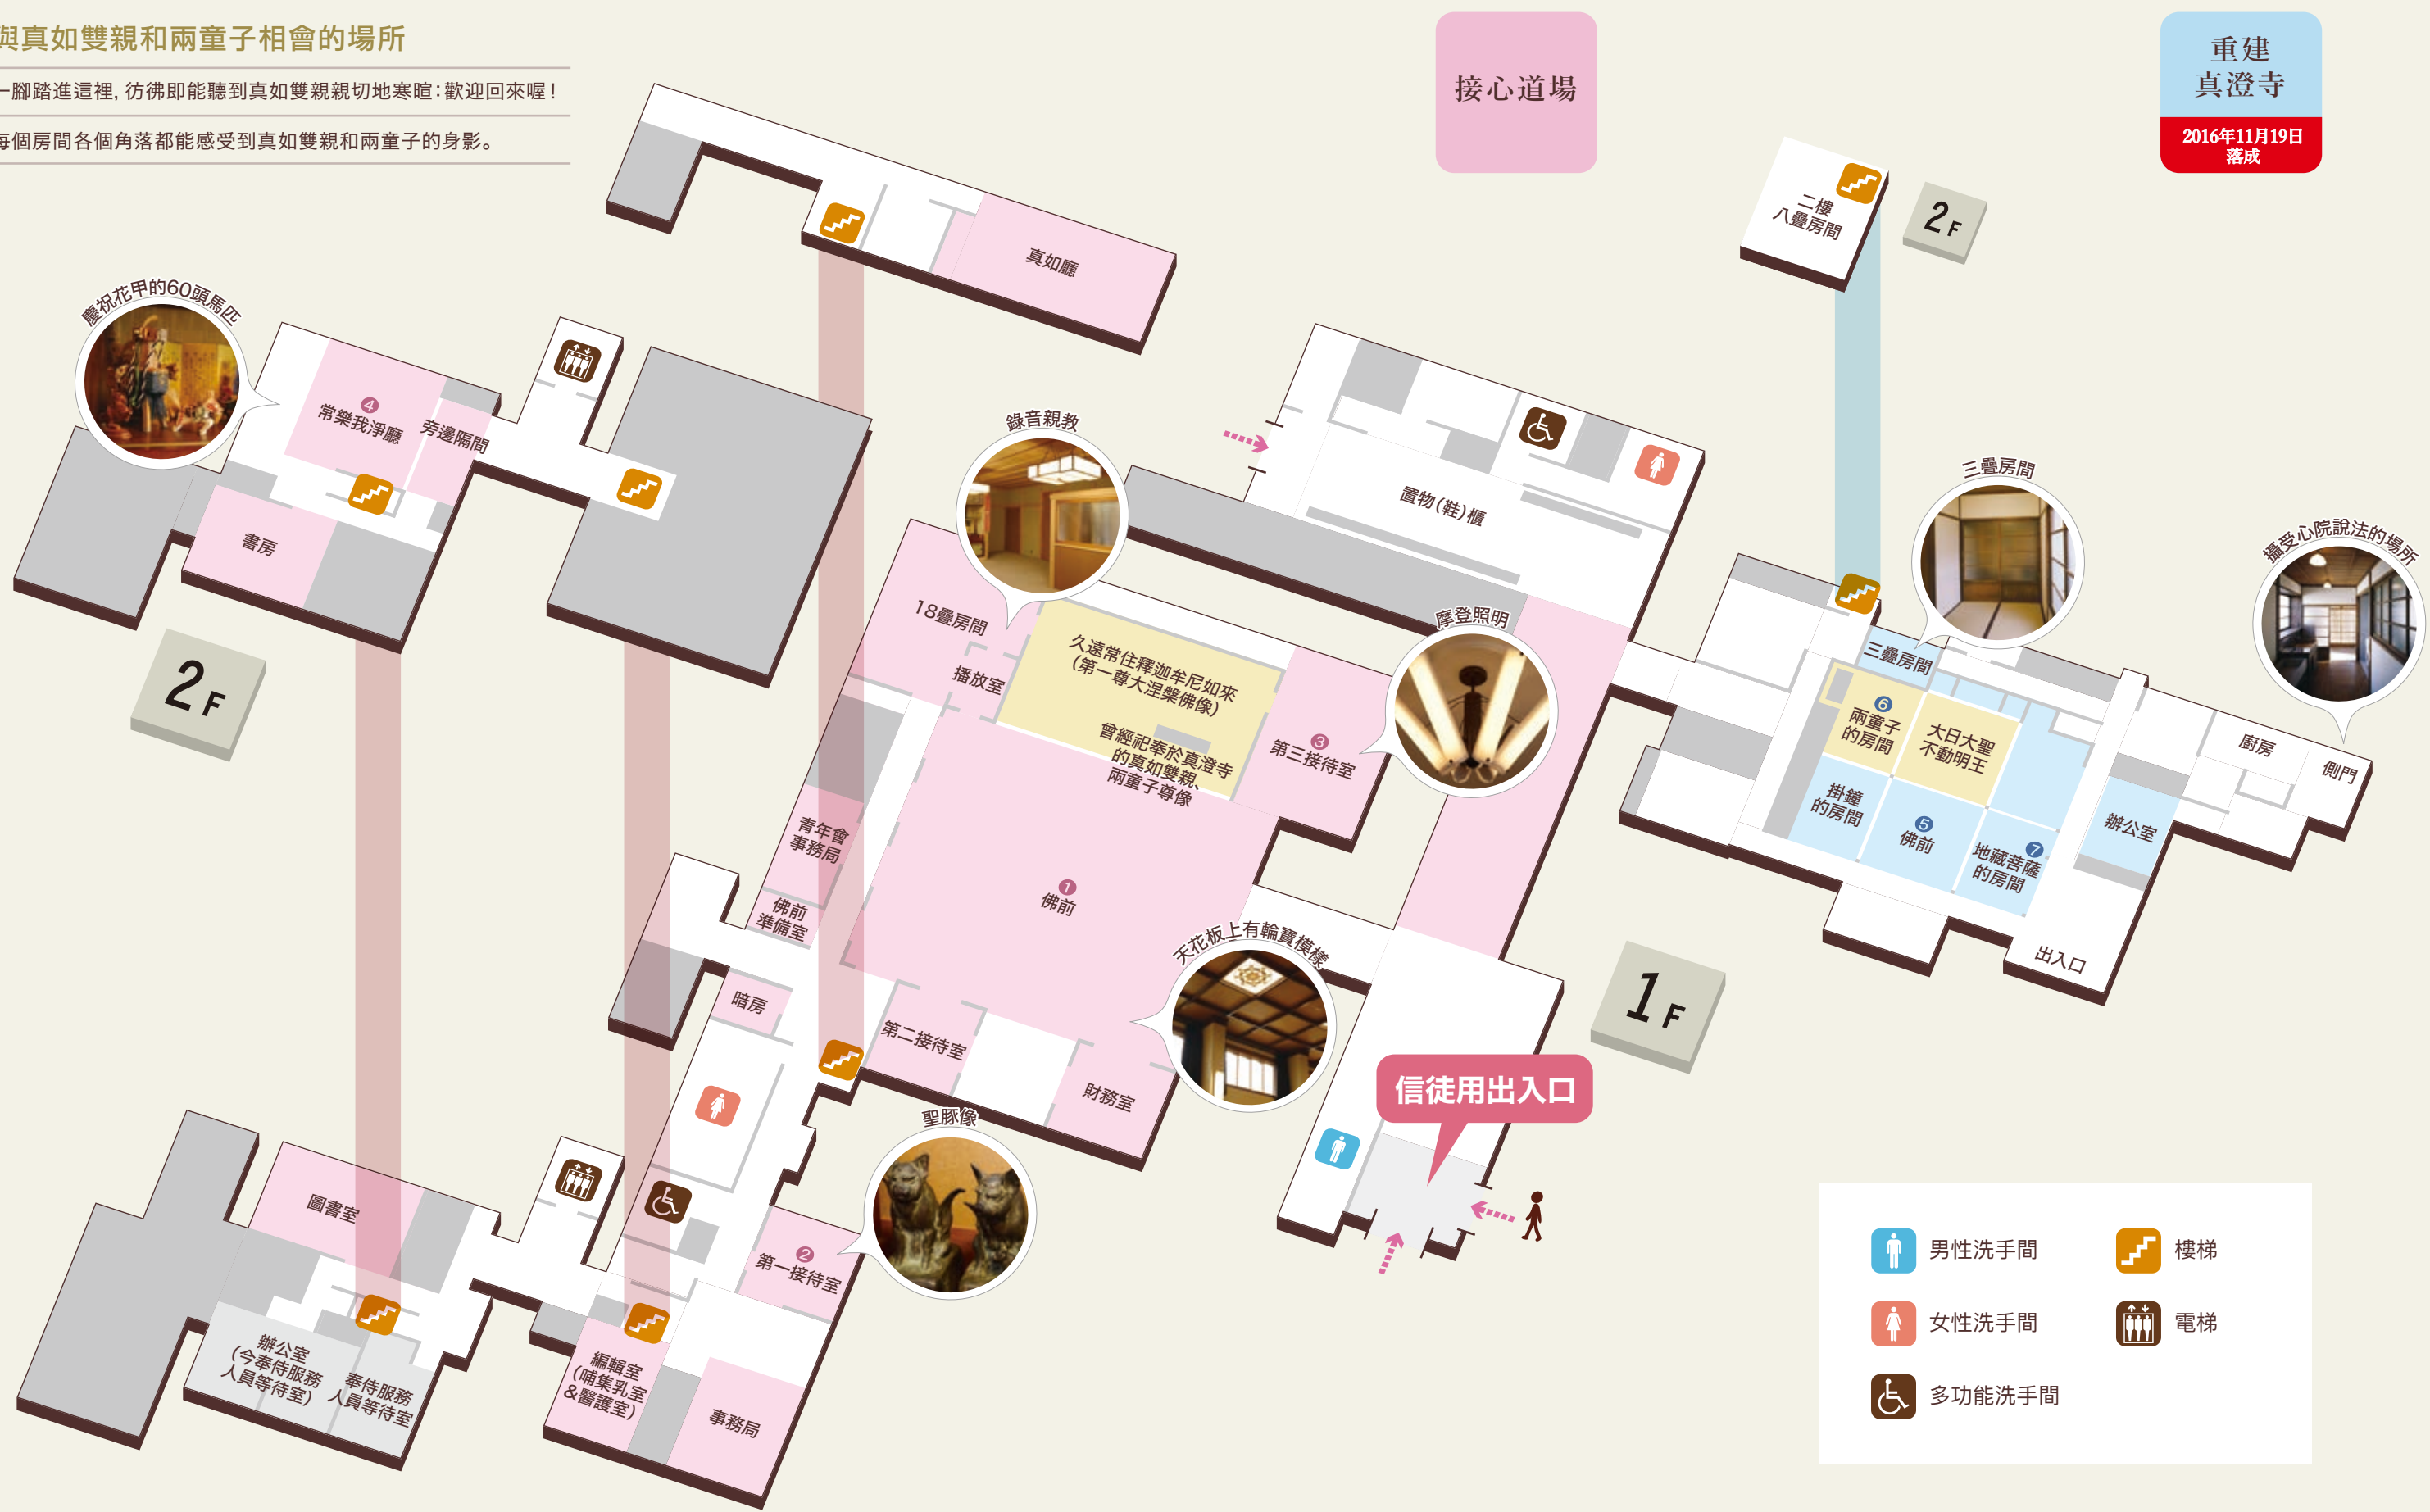 與真如雙親和兩童子相會的場所
一腳踏進這裡, 彷彿即能聽到真如雙親親切地寒暄:歡迎回來喔!
每個房間各個角落都能感受到真如雙親和兩童子的身影。
接心道場
重建
真澄寺
2016年11月19日
落成
二樓
八疊房間
2F
真如廳
慶祝花甲的60頭馬匹
4
常樂我淨廳
旁邊隔間
書房
2F
錄音親教
置物(鞋)櫃
三疊房間
攝受心院說法的場所
摩登照明
18疊房間
播放室
久遠常住釋迦牟尼如來
(第一尊大涅槃佛像)
曾經祀奉於真澄寺
的真如雙親、
兩童子尊像
3
第三接待室
三疊房間
6
兩童子
的房間
大日大聖
不動明王
廚房
側門
掛鐘
的房間
5
佛前
7
地藏菩薩
的房間
辦公室
出入口
青年會
事務局
佛前
準備室
1
佛前
天花板上有輪寶模樣
1F
暗房
第二接待室
財務室
信徒用出入口
聖豚像
圖書室
2
第一接待室
辦公室
(今奉侍服務
人員等待室)
奉侍服務
人員等待室
編輯室
(哺集乳室
&醫護室)
事務局
男性洗手間
樓梯
女性洗手間
電梯
多功能洗手間